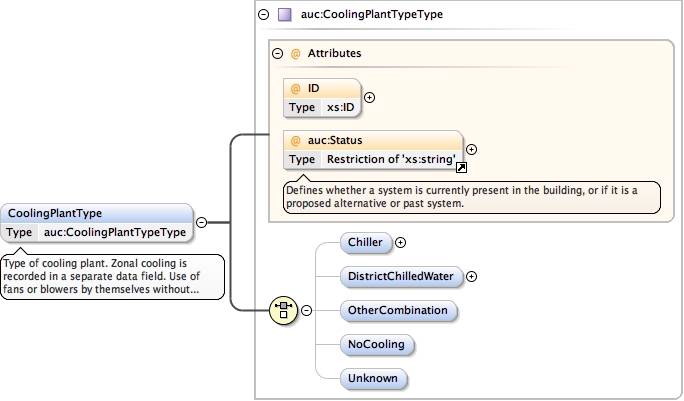 auc:CoolingPlantTypeType
@ Attributes
@ ID
Type xs:ID
@ auc:Status
Type Restriction of 'xs:string'
Defines whether a system is currently present in the building, or if it is a
proposed alternative or past system.
CoolingPlantType
Type auc:CoolingPlantTypeType
Type of cooling plant. Zonal cooling is
recorded in a separate data field. Use of
fans or blowers by themselves without...
Chiller
DistrictChilledWater
OtherCombination
NoCooling
Unknown